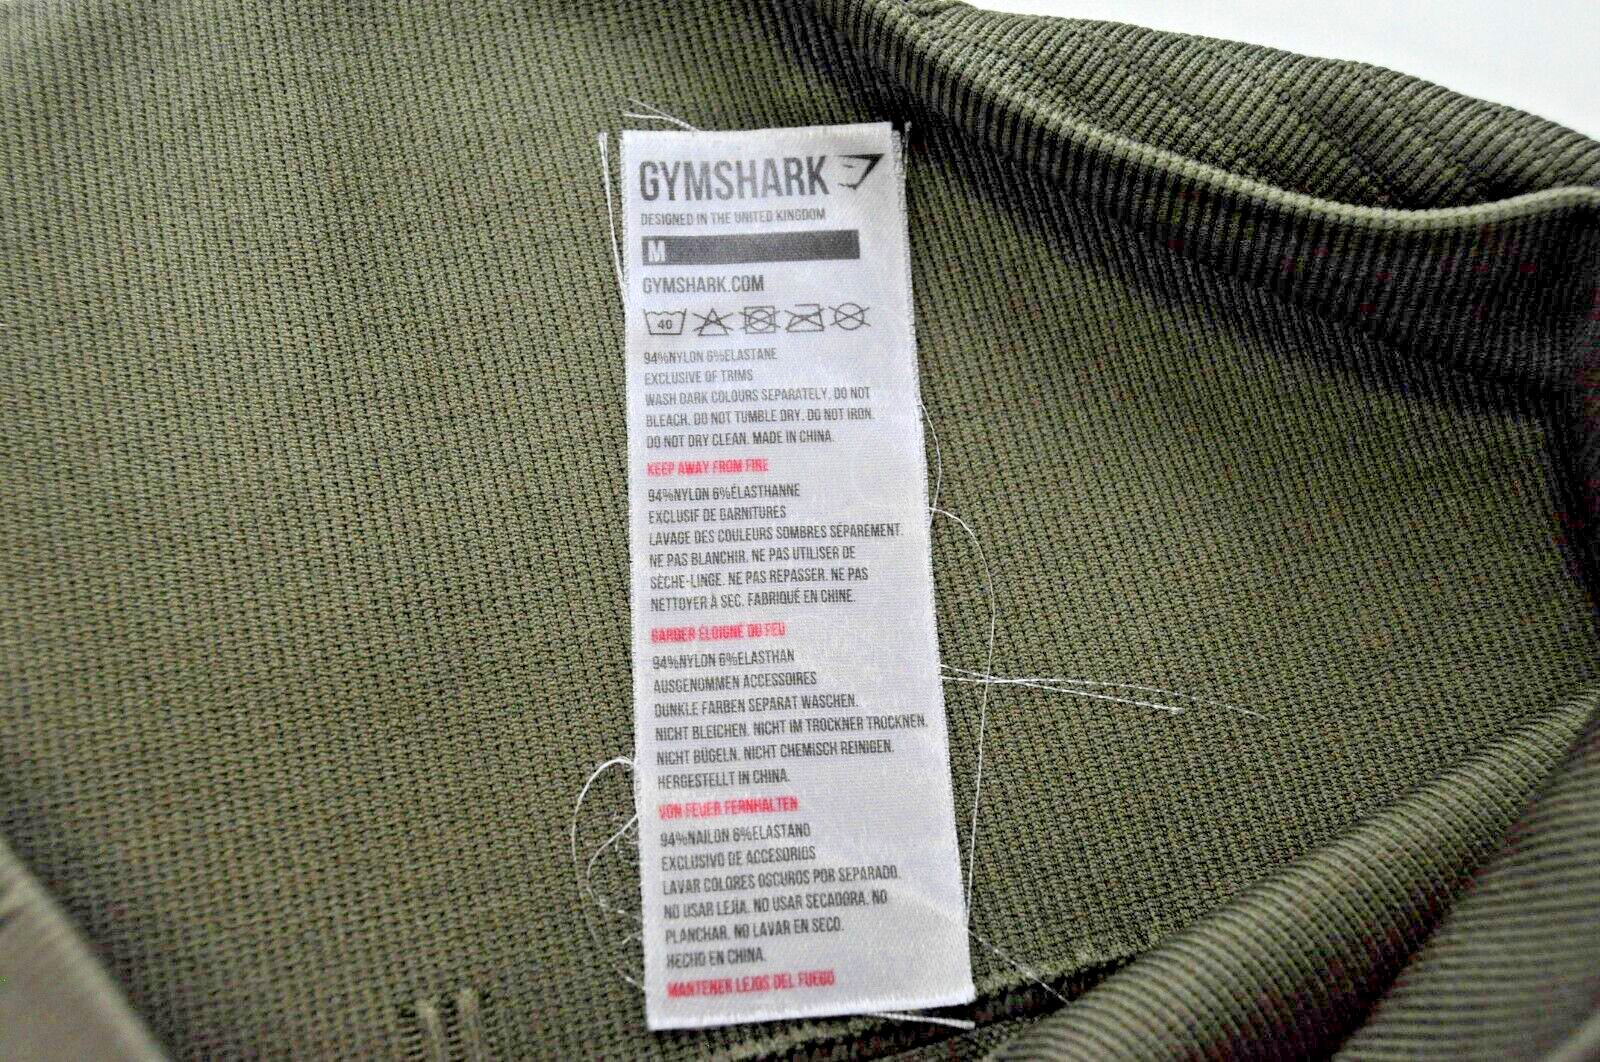 GYMSHARK
DESIGNED IN THE UNITED KINGDOM
M
GYMSHARK.COM
40
94%NYLON 6%ELASTANE
EXCLUSIVE OF TRIMS
WASH DARK COLOURS SEPARATELY. DO NOT
BLEACH. DO NOT TUMBLE DRY. DO NOT IRON.
DO NOT DRY CLEAN. MADE IN CHINA.
KEEP AWAY FROM FIRE
94%NYLON 6%ÉLASTHANNE
EXCLUSIF DE GARNITURES
LAVAGE DES COULEURS SOMBRES SÉPARÉMENT.
NE PAS BLANCHIR. NE PAS UTILISER DE
SÈCHE-LINGE. NE PAS REPASSER. NE PAS
NETTOYER À SEC. FABRIQUÉ EN CHINE.
GARDER ÉLOIGNÉ DU FEU
94%NYLON 6%ELASTHAN
AUSGENOMMEN ACCESSOIRES
DUNKLE FARBEN SEPARAT WASCHEN.
NICHT BLEICHEN. NICHT IM TROCKNER TROCKNEN.
NICHT BÜGELN. NICHT CHEMISCH REINIGEN.
HERGESTELLT IN CHINA.
VON FEUER FERNHALTEN
94%NAILON 6%ELASTANO
EXCLUSIVO DE ACCESORIOS
LAVAR COLORES OSCUROS POR SEPARADO.
NO USAR LEJÍA. NO USAR SECADORA. NO
PLANCHAR. NO LAVAR EN SECO.
HECHO EN CHINA.
MANTENER LEJOS DEL FUEGO